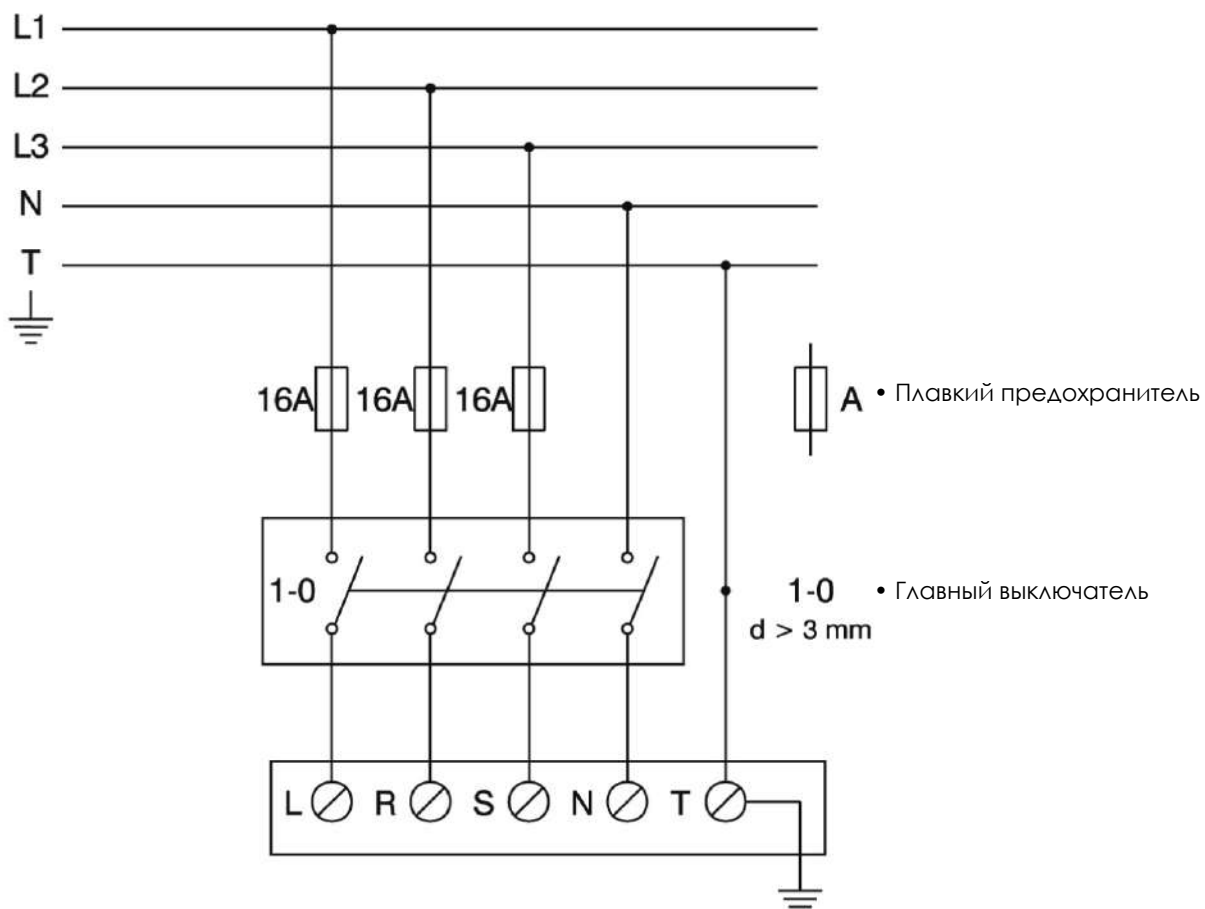 L1
L2
L3
N
T
16A 16A 16A A • Плавкий предохранитель
1-0 1-0 • Главный выключатель
d > 3 mm
L R S N T